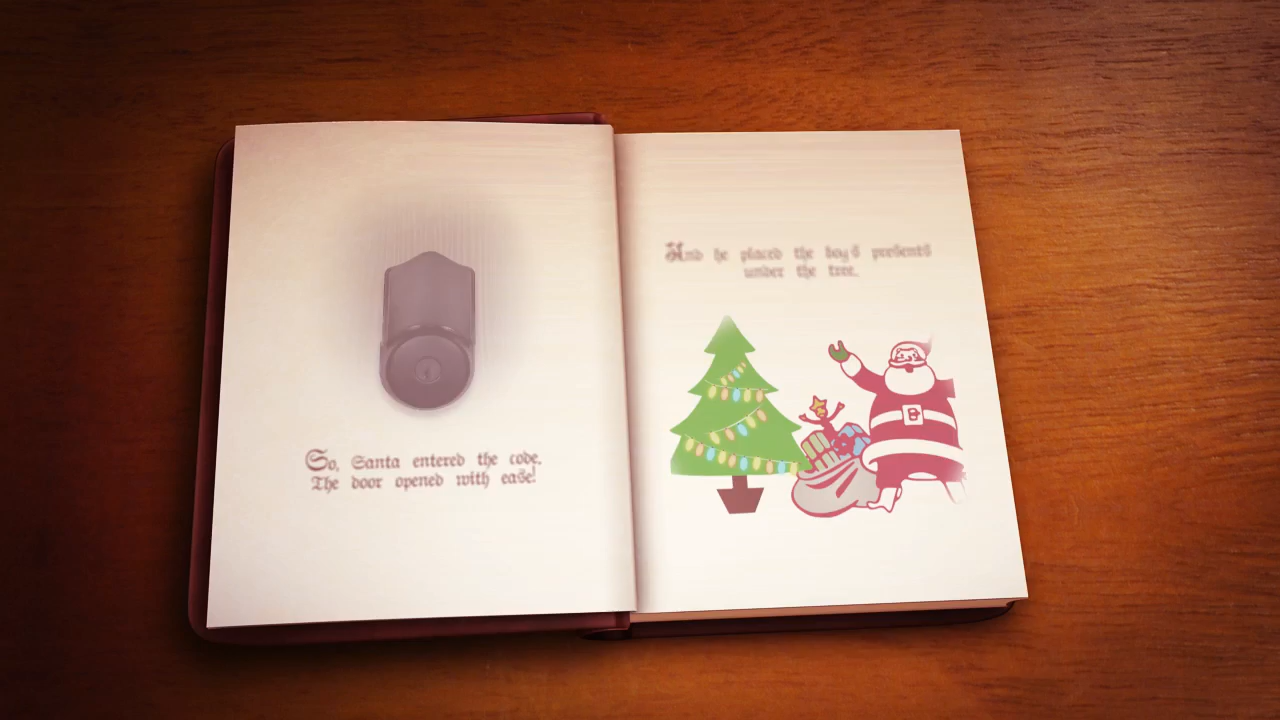 So, Santa entered the code.
The door opened with ease!
And he placed the boy's presents
under the tree.